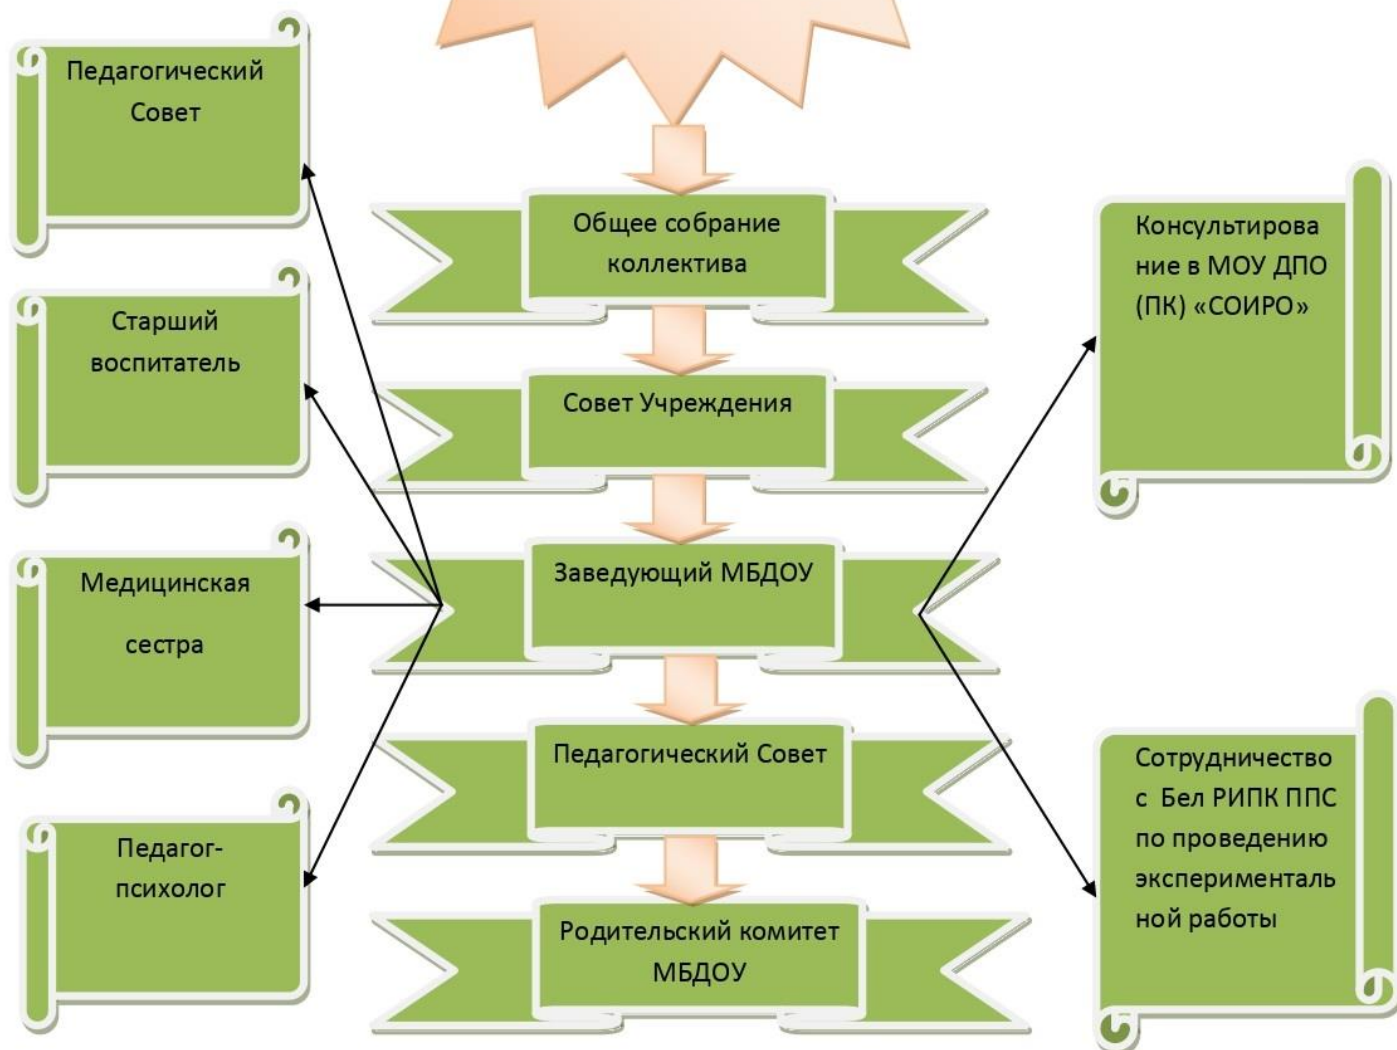 Педагогический
Совет
Старший
воспитатель
Медицинская
сестра
Педагог-
психолог
Общее собрание
коллектива
Совет Учреждения
Заведующий МБДОУ
Педагогический Совет
Родительский комитет
МБДОУ
Консультирова
ние в МОУ ДПО
(ПК) «СОИРО»
Сотрудничество
с Бел РИПК ППС
по проведению
эксперименталь
ной работы